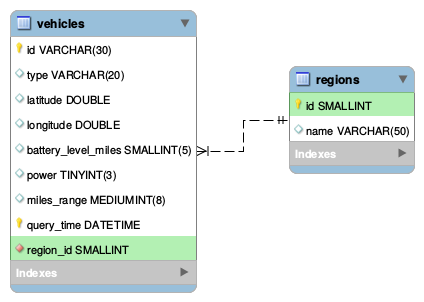 vehicles
id VARCHAR(30)
type VARCHAR(20)
latitude DOUBLE
longitude DOUBLE
battery_level_miles SMALLINT(5)
power TINYINT(3)
miles_range MEDIUMINT(8)
query_time DATETIME
region_id SMALLINT
Indexes
regions
id SMALLINT
name VARCHAR(50)
Indexes